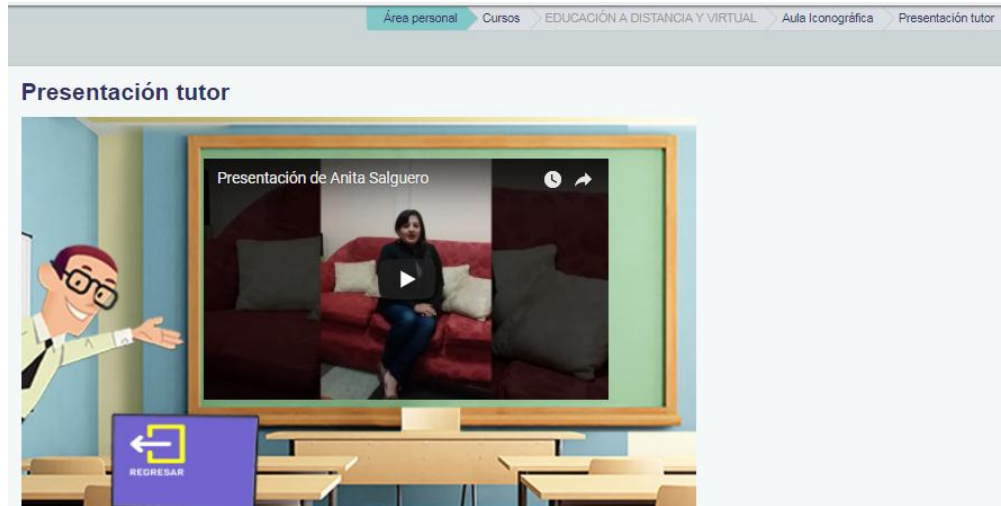 Área personal Cursos EDUCACIÓN A DISTANCIA Y VIRTUAL Aula Iconográfica Presentación tutor
Presentación tutor
Presentación de Anita Salguero
REGRESAR